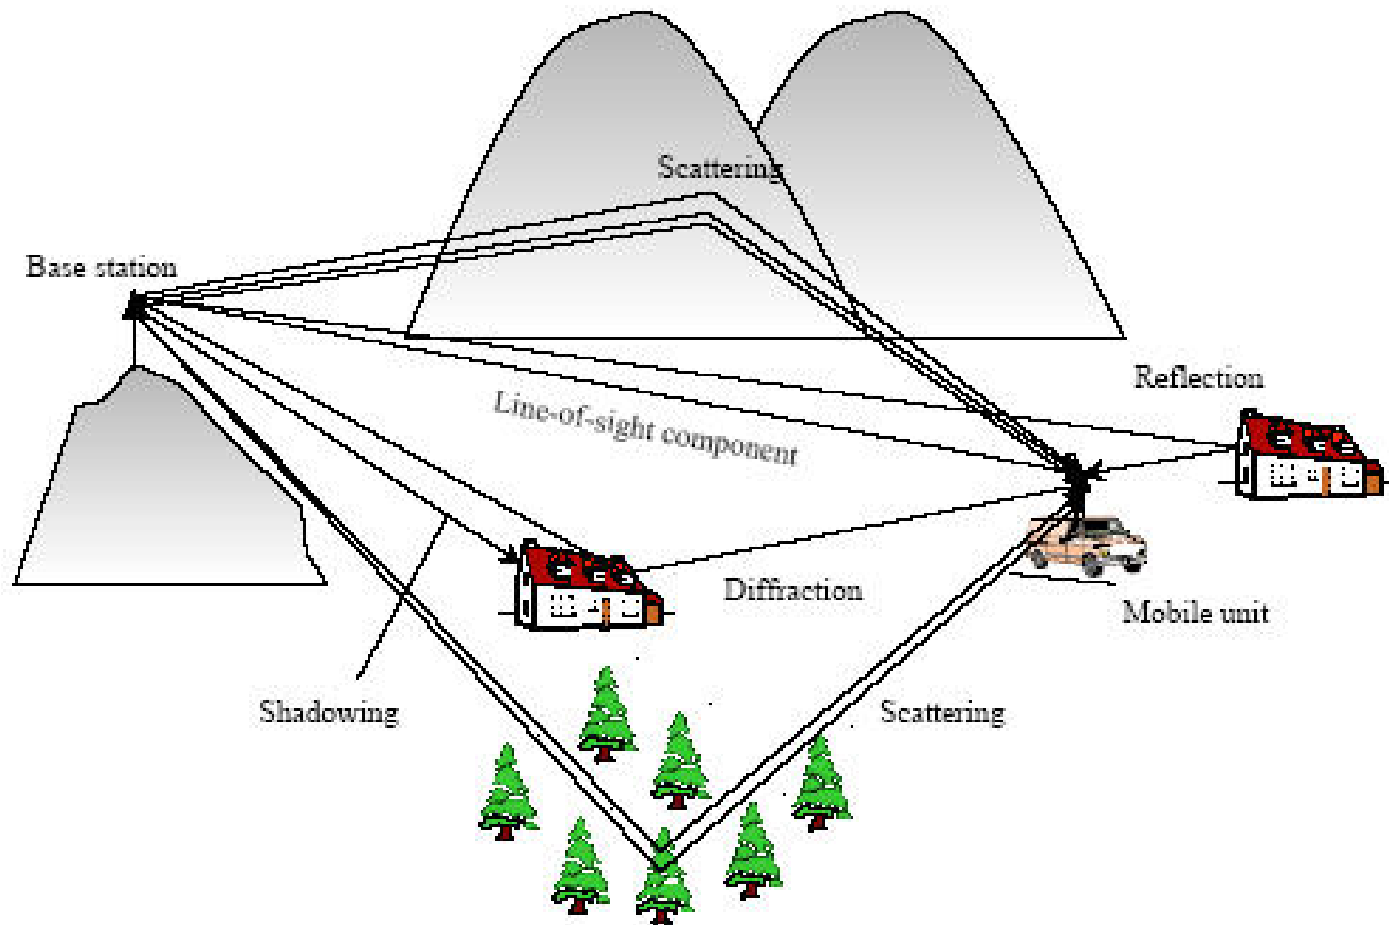 Scattering
Base station
Reflection
Line-of-sight component
Diffraction
Mobile unit
Shadowing
Scattering